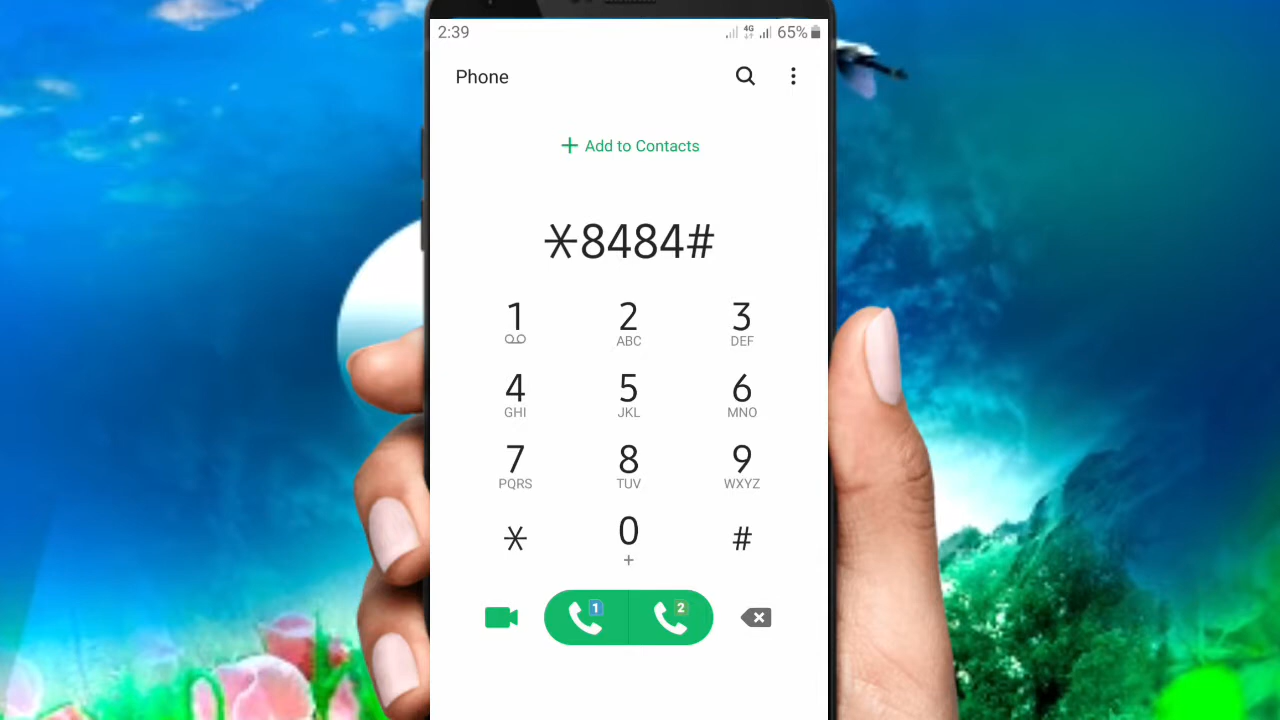 2:39 4G 65%
Phone
+ Add to Contacts
*8484#
1 2 3
ABC DEF
4 5 6
GHI JKL MNO
7 8 9
PQRS TUV WXYZ
* 0 #
+
1 2